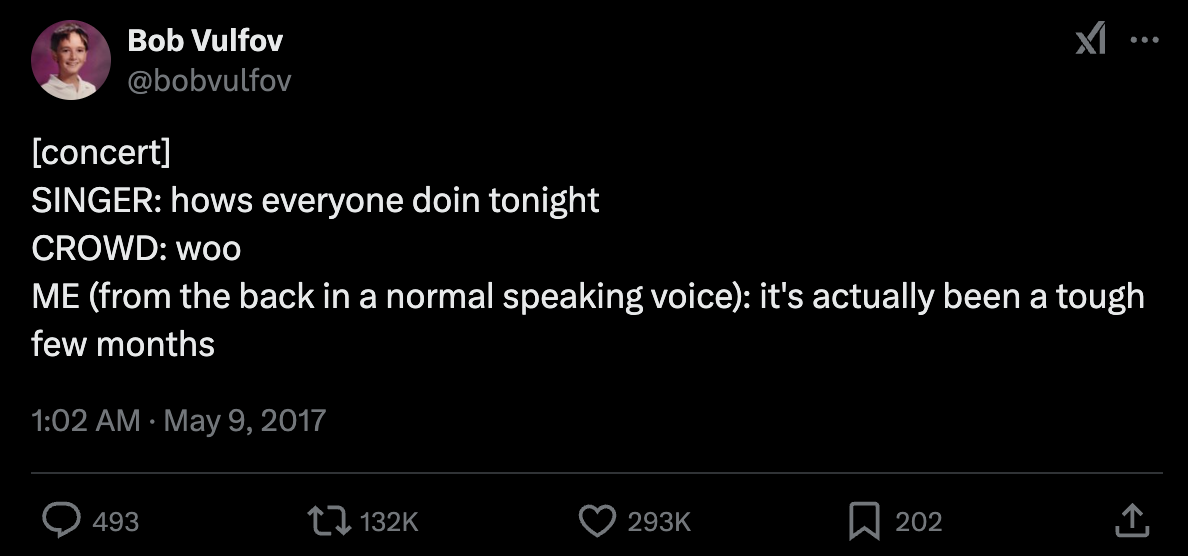 Bob Vulfov
@bobvulfov
[concert]
SINGER: hows everyone doin tonight
CROWD: woo
ME (from the back in a normal speaking voice): it's actually been a tough
few months
1:02 AM · May 9, 2017
493 132K 293K 202